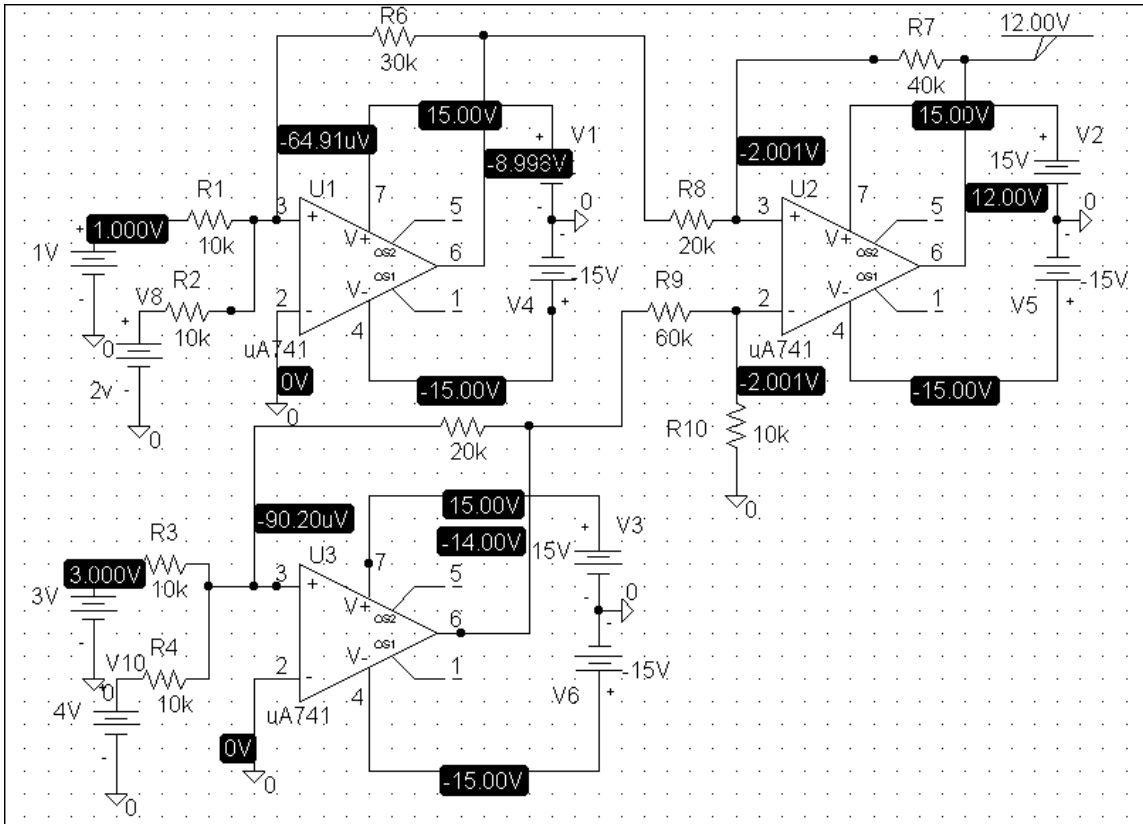 R6
30k
R7
40k
12.00V
15.00V
15.00V
-64.91uV
-8.998V
V1
0
-2.001V
V2
15V
12.00V
0
R1
10k
1.000V
1V
U1
3
+
7
V+
5
OS2
6
OS1
V-
1
2
-
4
uA741
R8
20k
U2
3
+
7
V+
5
OS2
6
OS1
V-
1
2
-
4
uA741
R2
10k
V8
0
2v
0
0V
0
-15V
V4
-15.00V
R9
60k
-2.001V
-15V
V5
-15.00V
20k
R10
10k
0
-90.20uV
15.00V
-14.00V
V3
15V
0
R3
10k
3.000V
3V
U3
3
+
7
V+
5
OS2
6
OS1
V-
1
2
-
4
uA741
R4
10k
V10
0
4V
0
0V
0
-15V
V6
-15.00V